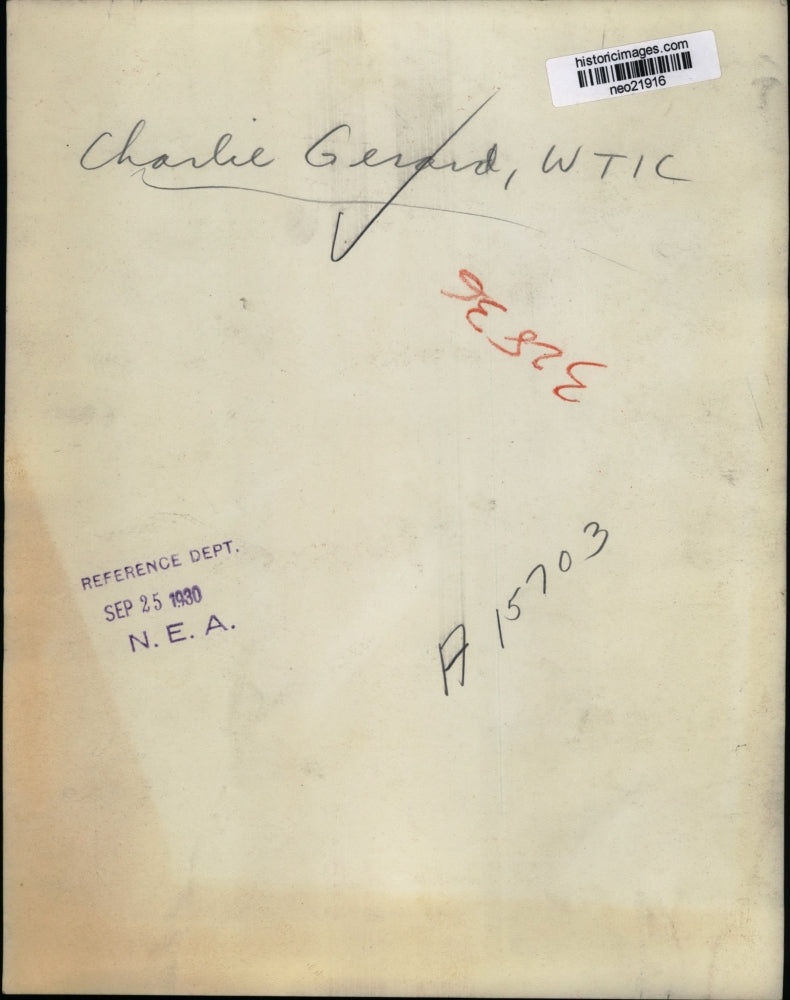 historicimages.com
neo21916
Charlie Gerard, WTIC
A 15703
REFERENCE DEPT.
SEP 25 1930
N. E. A.